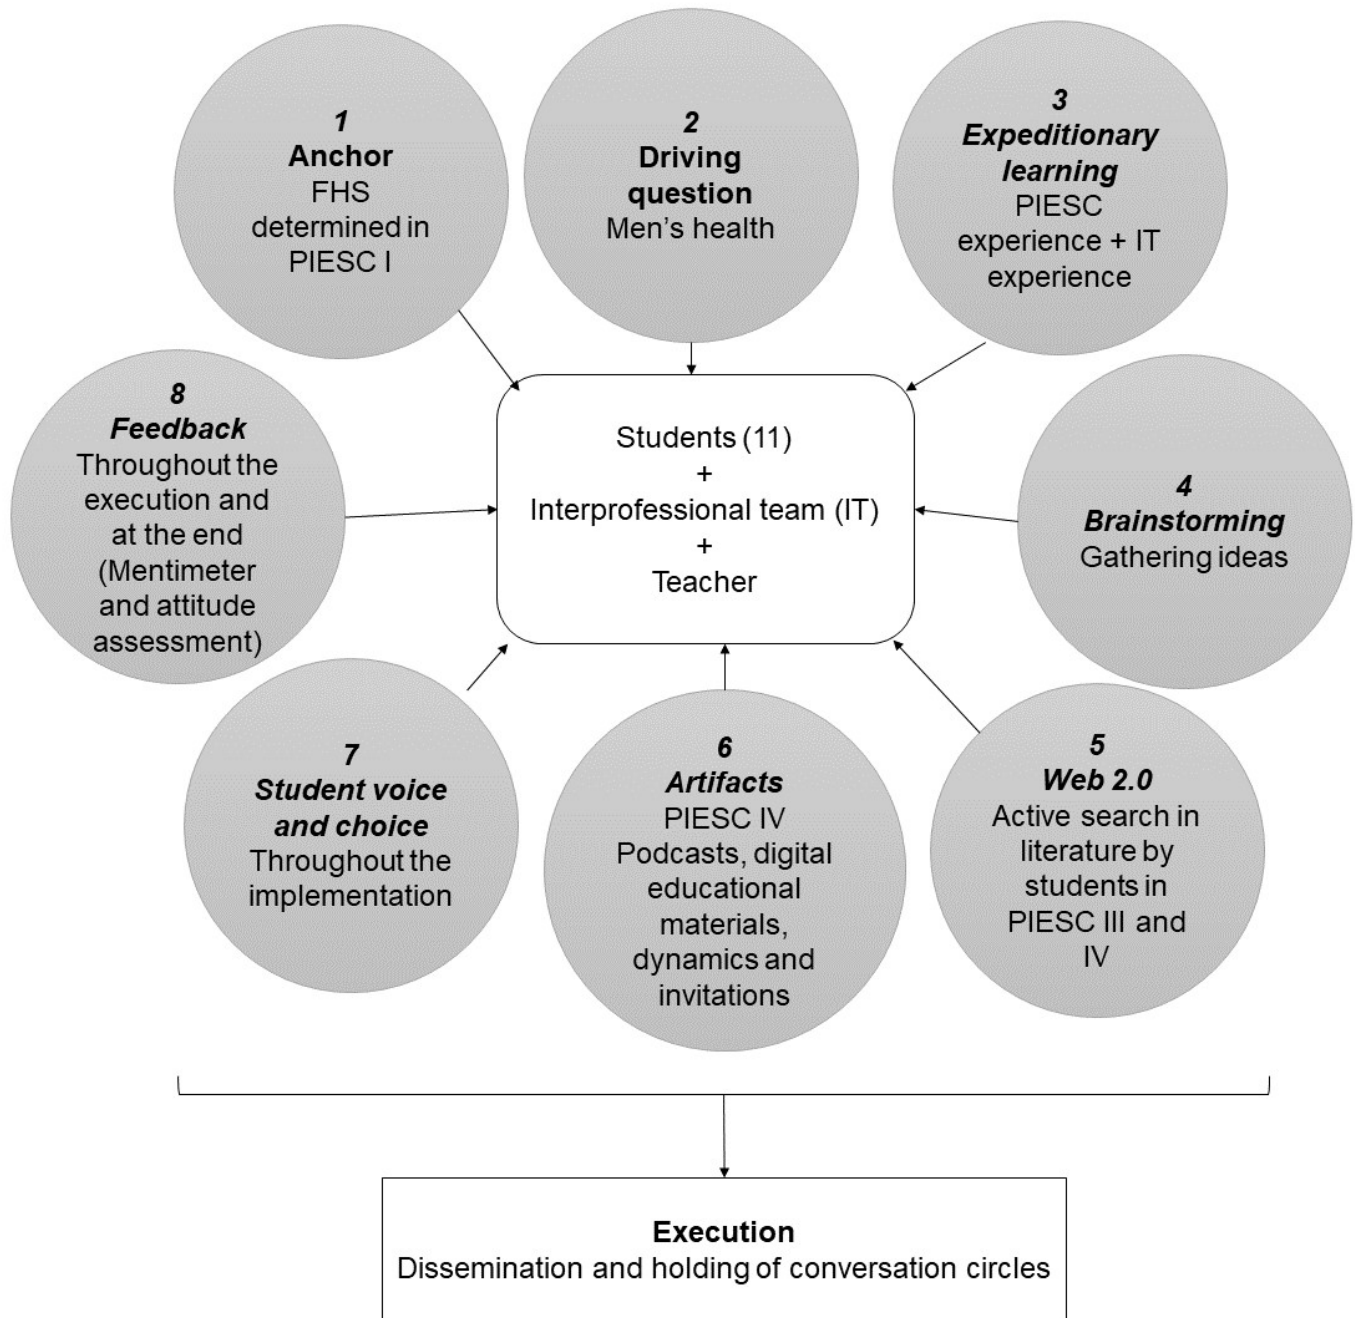 1
Anchor
FHS
determined in
PIESC I
2
Driving
question
Men's health
3
Expeditionary
learning
PIESC
experience + IT
experience
8
Feedback
Throughout the
execution and
at the end
(Mentimeter
and attitude
assessment)
Students (11)
+
Interprofessional team (IT)
+
Teacher
4
Brainstorming
Gathering ideas
7
Student voice
and choice
Throughout the
implementation
6
Artifacts
PIESC IV
Podcasts, digital
educational
materials,
dynamics and
invitations
5
Web 2.0
Active search in
literature by
students in
PIESC III and
IV
Execution
Dissemination and holding of conversation circles